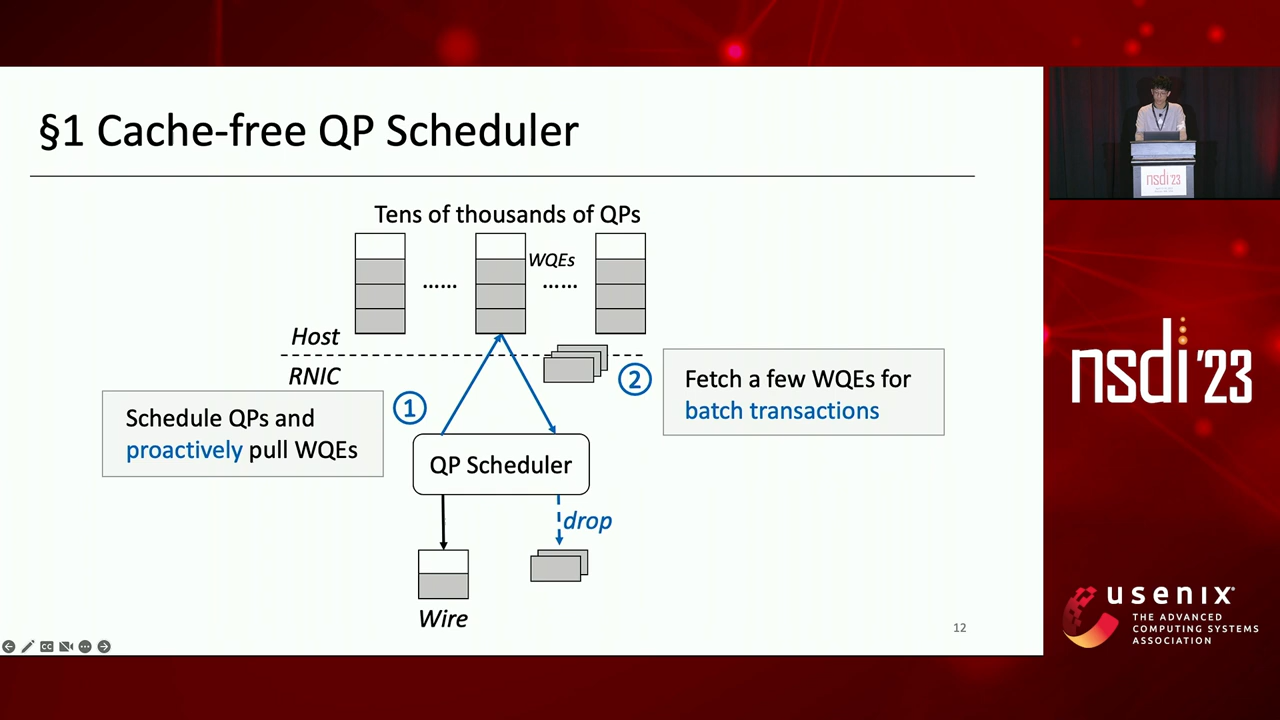 §1 Cache-free QP Scheduler
Tens of thousands of QPs
WQEs
......
......
Host
RNIC
1
Schedule QPs and
proactively pull WQEs
2
Fetch a few WQEs for
batch transactions
QP Scheduler
drop
Wire
12
nsdi'23
nsdi'23
usenix®
THE ADVANCED
COMPUTING SYSTEMS
ASSOCIATION